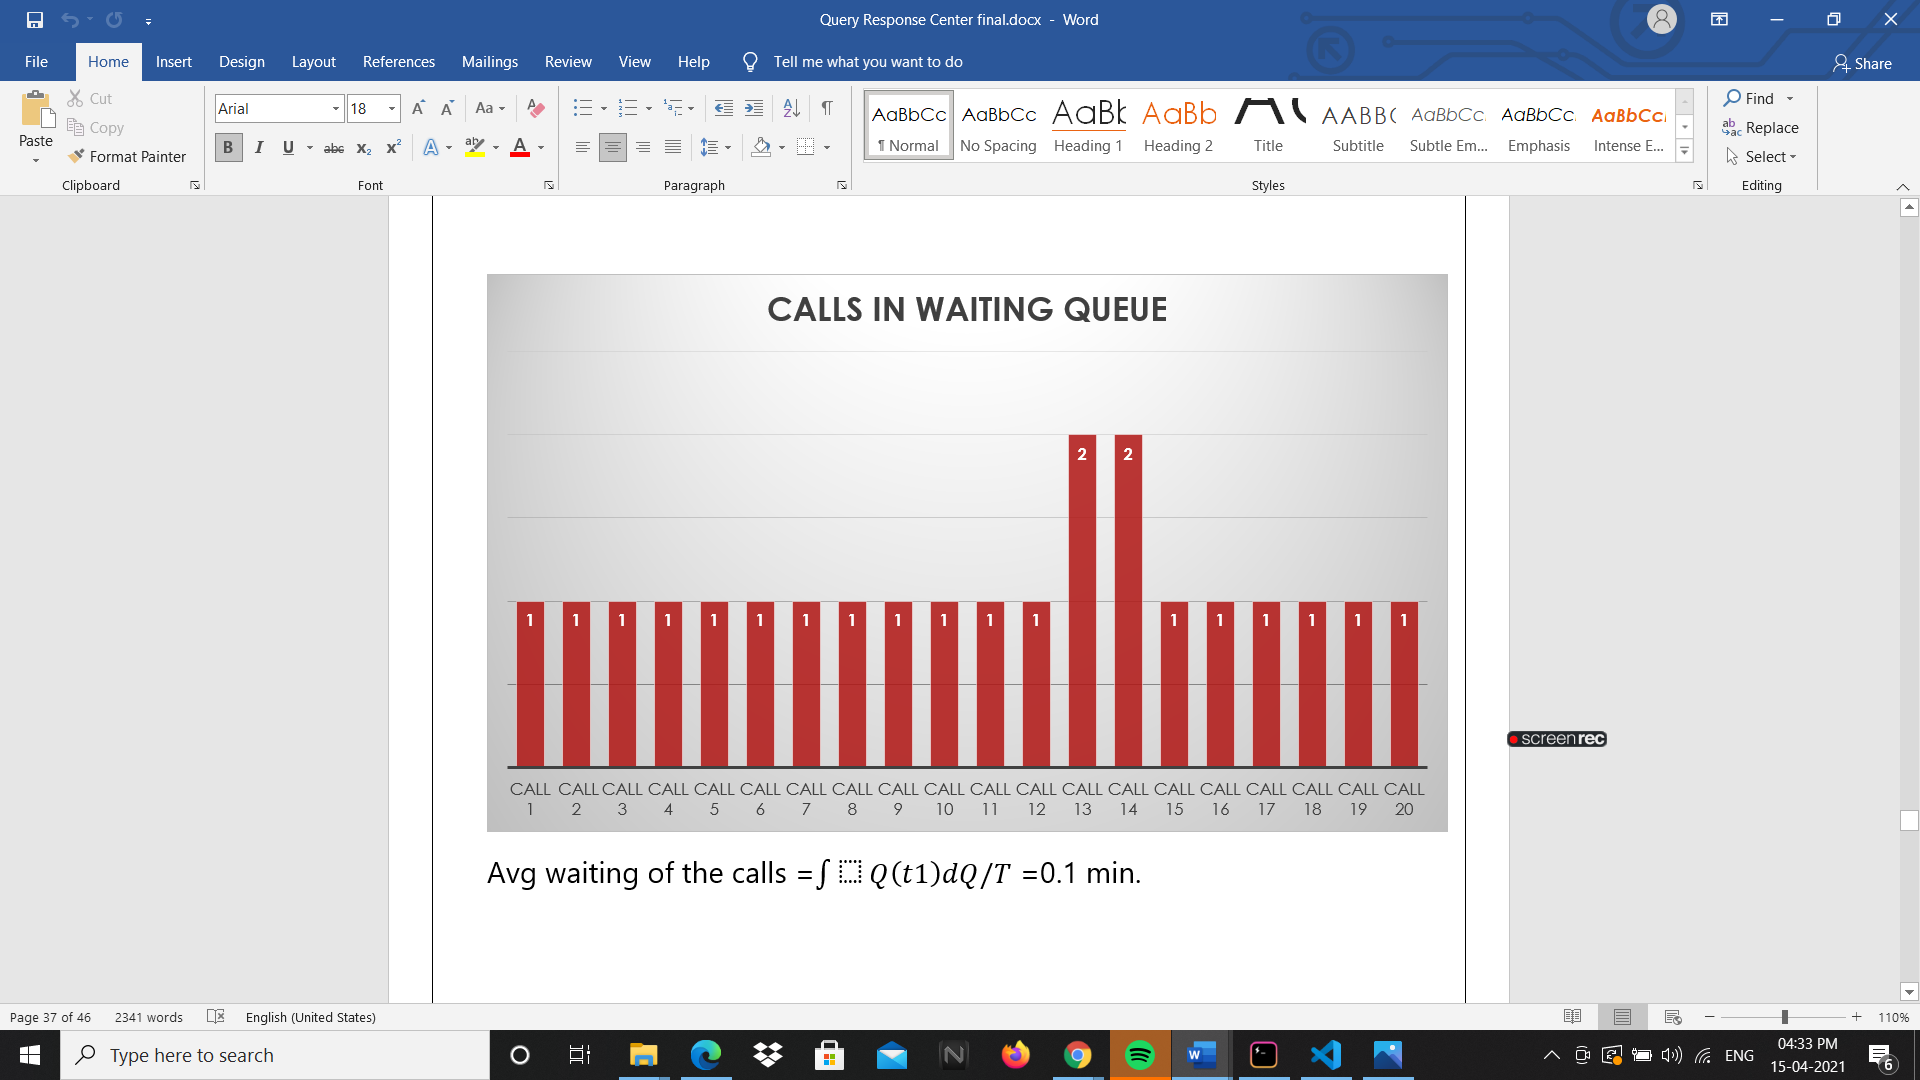 Query Response Center final.docx - Word
File Home Insert Design Layout References Mailings Review View Help Tell me what you want to do Share
Paste
Cut
Copy
Format Painter
Clipboard
Arial 18
Aa
B I U abc x₂ x² A ab A
Font
Paragraph
AaBbCc AaBbCc AaBb AaBb AABBC AaBbCc AaBbCc AaBbCc
¶ Normal No Spacing Heading 1 Heading 2 Title Subtitle Subtle Em... Emphasis Intense E...
Styles
Find
Replace
Select
Editing
CALLS IN WAITING QUEUE
2 2
1 1 1 1 1 1 1 1 1 1 1 1 1 1 1 1 1 1
CALL CALL CALL CALL CALL CALL CALL CALL CALL CALL CALL CALL CALL CALL CALL CALL CALL CALL CALL CALL
1 2 3 4 5 6 7 8 9 10 11 12 13 14 15 16 17 18 19 20
Avg waiting of the calls =∫ Q(t1)dQ/T =0.1 min.
screenrec
Page 37 of 46 2341 words English (United States) 110%
Type here to search
ENG
04:33 PM
15-04-2021
6